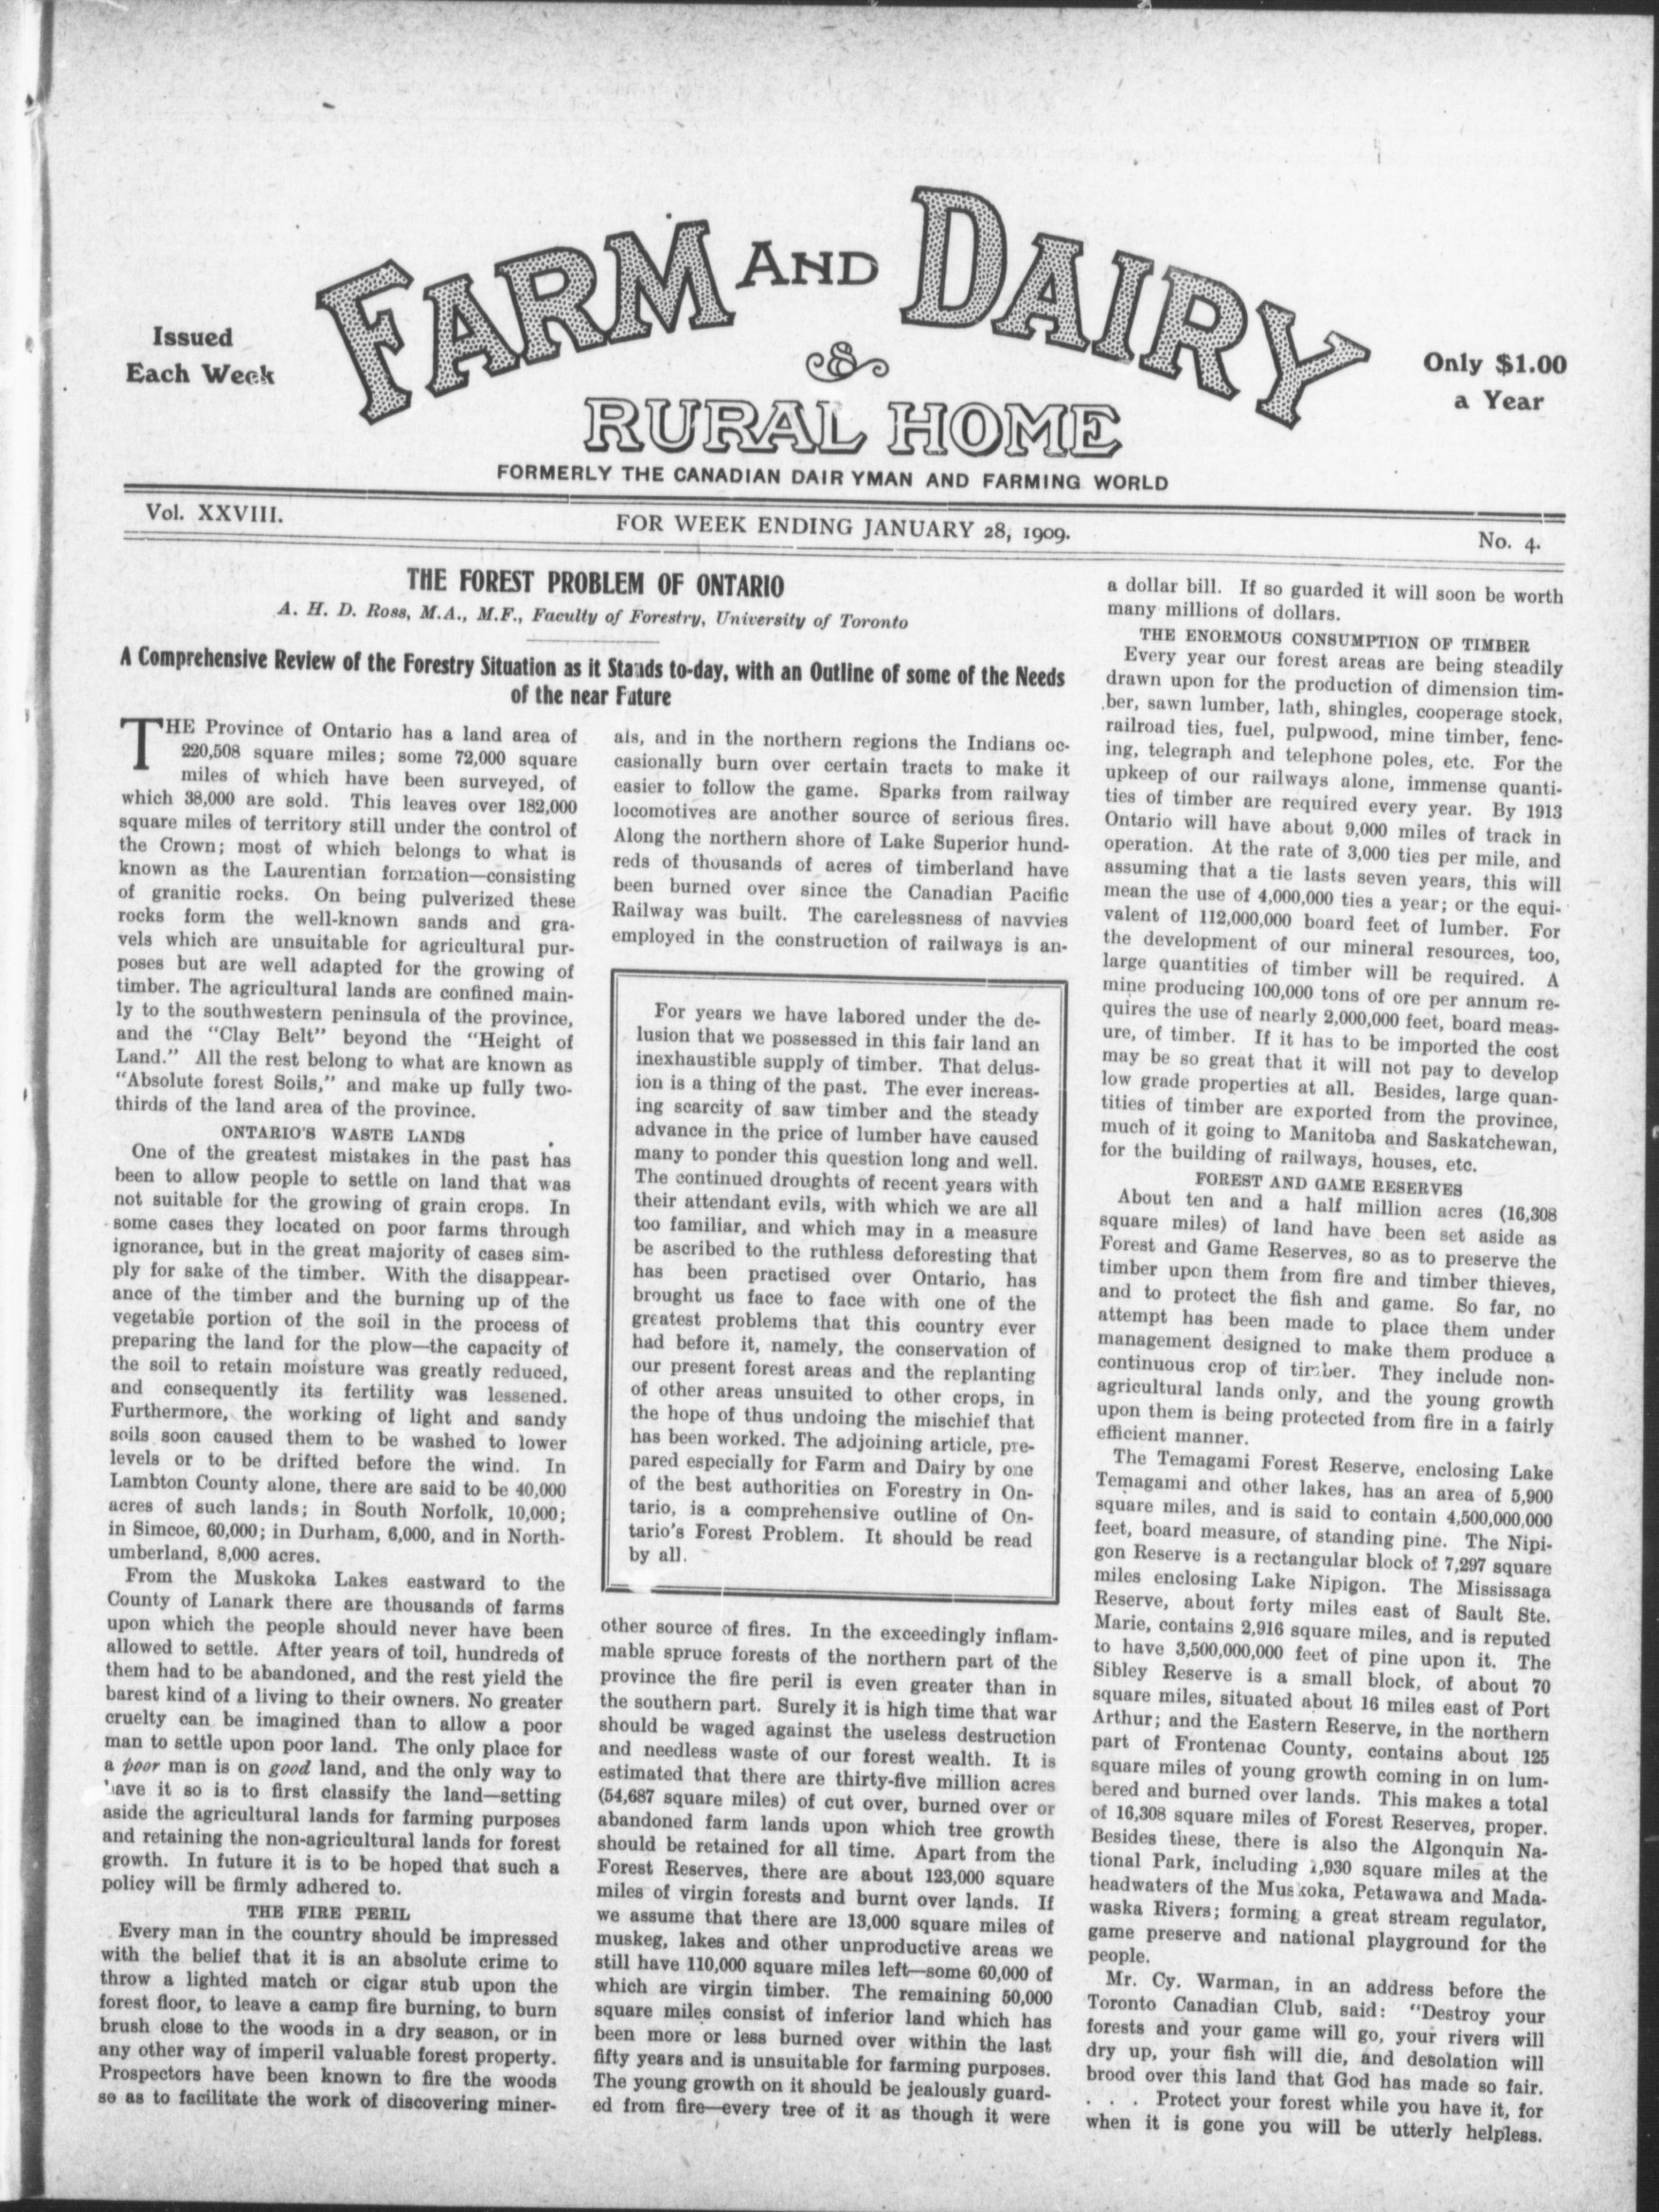 Issued
Each Week
FARM AND DAIRY
&
RURAL HOME
Only $1.00
a Year
FORMERLY THE CANADIAN DAIRYMAN AND FARMING WORLD
Vol. XXVIII.
FOR WEEK ENDING JANUARY 28, 1909.
No. 4.
THE FOREST PROBLEM OF ONTARIO
A. H. D. Ross, M.A., M.F., Faculty of Forestry, University of Toronto
A Comprehensive Review of the Forestry Situation as it Stands to-day, with an Outline of some of the Needs
of the near Future
THE Province of Ontario has a land area of
220,508 square miles; some 72,000 square
miles of which have been surveyed, of
which 38,000 are sold. This leaves over 182,000
square miles of territory still under the control of
the Crown; most of which belongs to what is
known as the Laurentian formation—consisting
of granitic rocks. On being pulverized these
rocks form the well-known sands and gra-
vels which are unsuitable for agricultural pur-
poses but are well adapted for the growing of
timber. The agricultural lands are confined main-
ly to the southwestern peninsula of the province,
and the "Clay Belt" beyond the "Height of
Land." All the rest belong to what are known as
"Absolute forest Soils," and make up fully two-
thirds of the land area of the province.
ONTARIO'S WASTE LANDS
One of the greatest mistakes in the past has
been to allow people to settle on land that was
not suitable for the growing of grain crops. In
some cases they located on poor farms through
ignorance, but in the great majority of cases sim-
ply for sake of the timber. With the disappear-
ance of the timber and the burning up of the
vegetable portion of the soil in the process of
preparing the land for the plow—the capacity of
the soil to retain moisture was greatly reduced,
and consequently its fertility was lessened.
Furthermore, the working of light and sandy
soils soon caused them to be washed to lower
levels or to be drifted before the wind. In
Lambton County alone, there are said to be 40,000
acres of such lands; in South Norfolk, 10,000;
in Simcoe, 60,000; in Durham, 6,000, and in North-
umberland, 8,000 acres.
From the Muskoka Lakes eastward to the
County of Lanark there are thousands of farms
upon which the people should never have been
allowed to settle. After years of toil, hundreds of
them had to be abandoned, and the rest yield the
barest kind of a living to their owners. No greater
cruelty can be imagined than to allow a poor
man to settle upon poor land. The only place for
a poor man is on good land, and the only way to
have it so is to first classify the land—setting
aside the agricultural lands for farming purposes
and retaining the non-agricultural lands for forest
growth. In future it is to be hoped that such a
policy will be firmly adhered to.
THE FIRE PERIL
Every man in the country should be impressed
with the belief that it is an absolute crime to
throw a lighted match or cigar stub upon the
forest floor, to leave a camp fire burning, to burn
brush close to the woods in a dry season, or in
any other way of imperil valuable forest property.
Prospectors have been known to fire the woods
so as to facilitate the work of discovering miner-
als, and in the northern regions the Indians oc-
casionally burn over certain tracts to make it
easier to follow the game. Sparks from railway
locomotives are another source of serious fires.
Along the northern shore of Lake Superior hund-
reds of thousands of acres of timberland have
been burned over since the Canadian Pacific
Railway was built. The carelessness of navvies
employed in the construction of railways is an-
For years we have labored under the de-
lusion that we possessed in this fair land an
inexhaustible supply of timber. That delus-
ion is a thing of the past. The ever increas-
ing scarcity of saw timber and the steady
advance in the price of lumber have caused
many to ponder this question long and well.
The continued droughts of recent years with
their attendant evils, with which we are all
too familiar, and which may in a measure
be ascribed to the ruthless deforesting that
has been practised over Ontario, has
brought us face to face with one of the
greatest problems that this country ever
had before it, namely, the conservation of
our present forest areas and the replanting
of other areas unsuited to other crops, in
the hope of thus undoing the mischief that
has been worked. The adjoining article, pre-
pared especially for Farm and Dairy by one
of the best authorities on Forestry in On-
tario, is a comprehensive outline of On-
tario's Forest Problem. It should be read
by all.
other source of fires. In the exceedingly inflam-
mable spruce forests of the northern part of the
province the fire peril is even greater than in
the southern part. Surely it is high time that war
should be waged against the useless destruction
and needless waste of our forest wealth. It is
estimated that there are thirty-five million acres
(54,687 square miles) of cut over, burned over or
abandoned farm lands upon which tree growth
should be retained for all time. Apart from the
Forest Reserves, there are about 123,000 square
miles of virgin forests and burnt over lands. If
we assume that there are 13,000 square miles of
muskeg, lakes and other unproductive areas we
still have 110,000 square miles left—some 60,000 of
which are virgin timber. The remaining 50,000
square miles consist of inferior land which has
been more or less burned over within the last
fifty years and is unsuitable for farming purposes.
The young growth on it should be jealously guard-
ed from fire—every tree of it as though it were
a dollar bill. If so guarded it will soon be worth
many millions of dollars.
THE ENORMOUS CONSUMPTION OF TIMBER
Every year our forest areas are being steadily
drawn upon for the production of dimension tim-
ber, sawn lumber, lath, shingles, cooperage stock,
railroad ties, fuel, pulpwood, mine timber, fenc-
ing, telegraph and telephone poles, etc. For the
upkeep of our railways alone, immense quanti-
ties of timber are required every year. By 1913
Ontario will have about 9,000 miles of track in
operation. At the rate of 3,000 ties per mile, and
assuming that a tie lasts seven years, this will
mean the use of 4,000,000 ties a year; or the equi-
valent of 112,000,000 board feet of lumber. For
the development of our mineral resources, too,
large quantities of timber will be required. A
mine producing 100,000 tons of ore per annum re-
quires the use of nearly 2,000,000 feet, board meas-
ure, of timber. If it has to be imported the cost
may be so great that it will not pay to develop
low grade properties at all. Besides, large quan-
tities of timber are exported from the province,
much of it going to Manitoba and Saskatchewan,
for the building of railways, houses, etc.
FOREST AND GAME RESERVES
About ten and a half million acres (16,308
square miles) of land have been set aside as
Forest and Game Reserves, so as to preserve the
timber upon them from fire and timber thieves,
and to protect the fish and game. So far, no
attempt has been made to place them under
management designed to make them produce a
continuous crop of timber. They include non-
agricultural lands only, and the young growth
upon them is being protected from fire in a fairly
efficient manner.
The Temagami Forest Reserve, enclosing Lake
Temagami and other lakes, has an area of 5,900
square miles, and is said to contain 4,500,000,000
feet, board measure, of standing pine. The Nipi-
gon Reserve is a rectangular block of 7,297 square
miles enclosing Lake Nipigon. The Mississaga
Reserve, about forty miles east of Sault Ste.
Marie, contains 2,916 square miles, and is reputed
to have 3,500,000,000 feet of pine upon it. The
Sibley Reserve is a small block, of about 70
square miles, situated about 16 miles east of Port
Arthur; and the Eastern Reserve, in the northern
part of Frontenac County, contains about 125
square miles of young growth coming in on lum-
bered and burned over lands. This makes a total
of 16,308 square miles of Forest Reserves, proper.
Besides these, there is also the Algonquin Na-
tional Park, including 1,930 square miles at the
headwaters of the Muskoka, Petawawa and Mada-
waska Rivers; forming a great stream regulator,
game preserve and national playground for the
people.
Mr. Cy. Warman, in an address before the
Toronto Canadian Club, said: "Destroy your
forests and your game will go, your rivers will
dry up, your fish will die, and desolation will
brood over this land that God has made so fair.
. . . Protect your forest while you have it, for
when it is gone you will be utterly helpless.